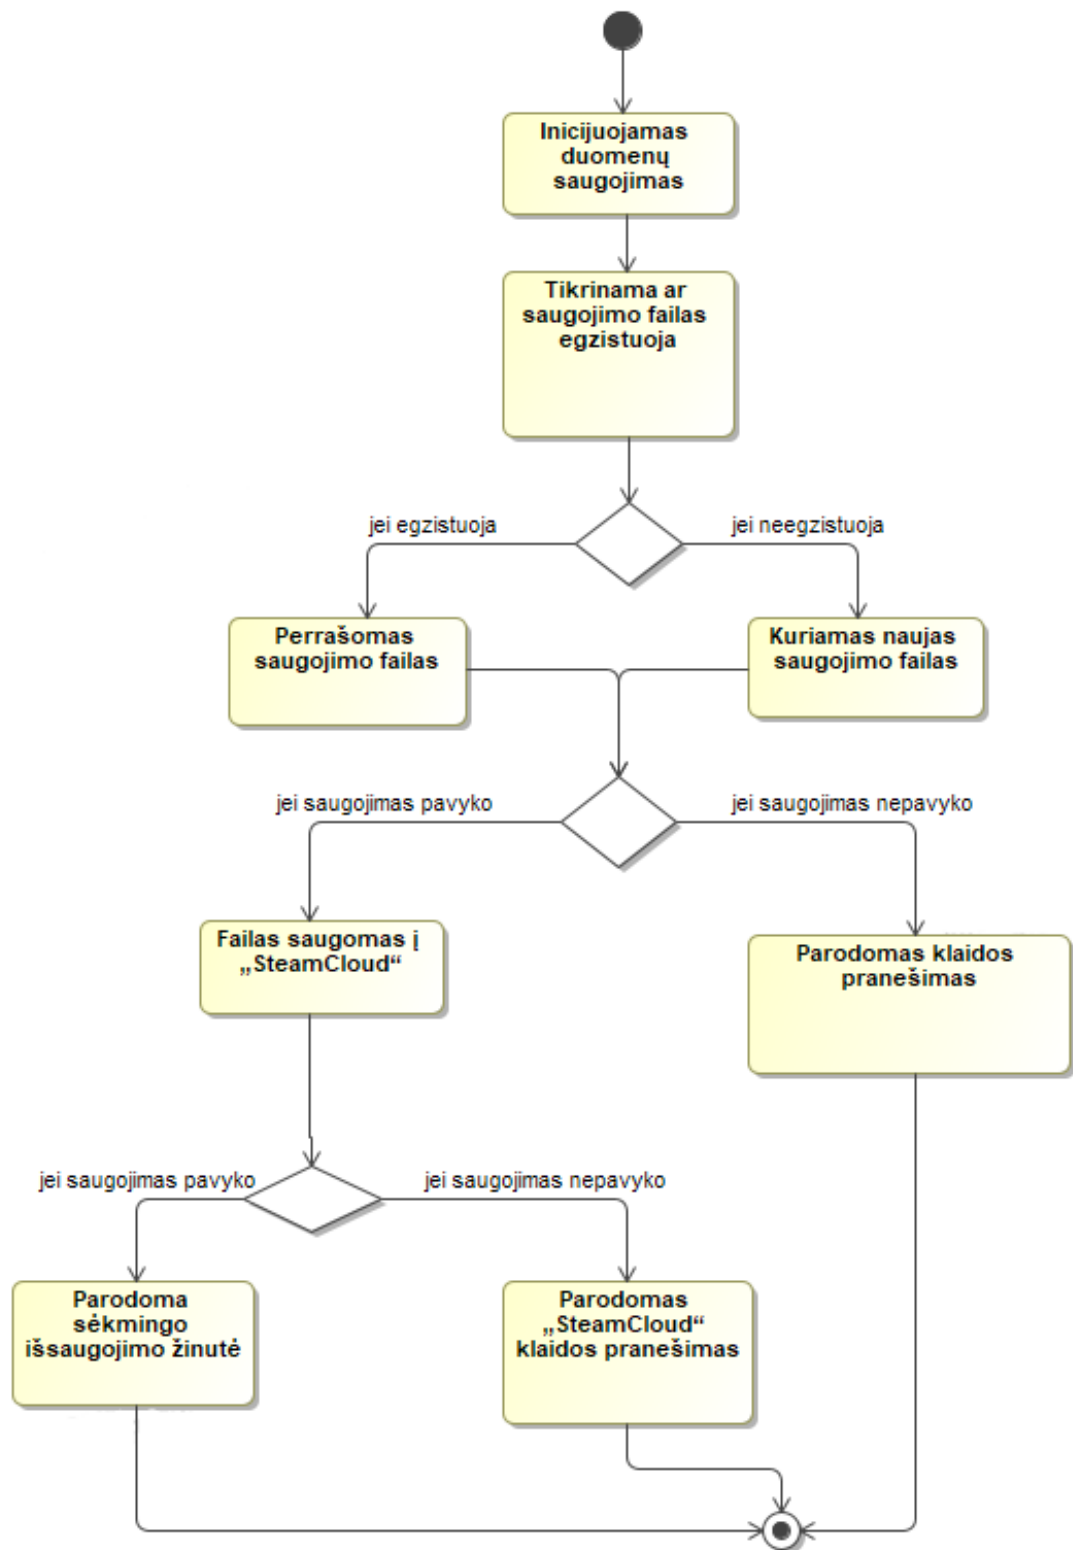 Inicijuojamas
duomenų
saugojimas
Tikrinama ar
saugojimo failas
egzistuoja
jei egzistuoja
jei neegzistuoja
Perrašomas
saugojimo failas
Kuriamas naujas
saugojimo failas
jei saugojimas pavyko
jei saugojimas nepavyko
Failas saugomas į
„SteamCloud“
Parodomas klaidos
pranešimas
jei saugojimas pavyko
jei saugojimas nepavyko
Parodoma
sėkmingo
išsaugojimo žinutė
Parodomas
„SteamCloud“
klaidos pranešimas